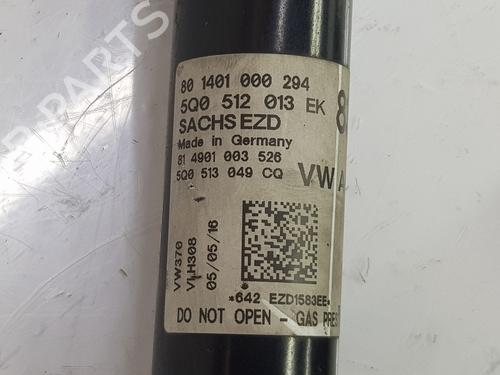 80 1401 000 294
5Q0 512 013 EK
SACHS EZD
Made in Germany
81 4901 003 526
5Q0 513 049 CQ
VW A
VW370
VLH308
05/05/16
*642 EZD1583EE*
DO NOT OPEN - GAS PRES
PARTS